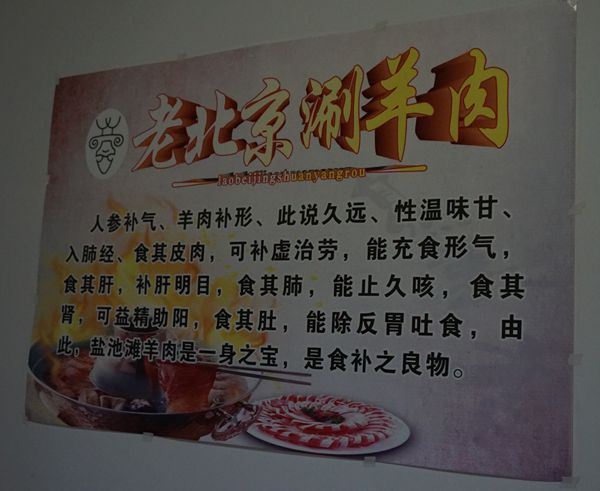 老北京涮羊肉
laobeijingshuanyangrou
人参补气、羊肉补形、此说久远、性温味甘、
入肺经、食其皮肉，可补虚治劳，能充食形气，
食其肝，补肝明目，食其肺，能止久咳，食其
肾，可益精助阳，食其肚，能除反胃吐食，由
此，盐池滩羊肉是一身之宝，是食补之良物。